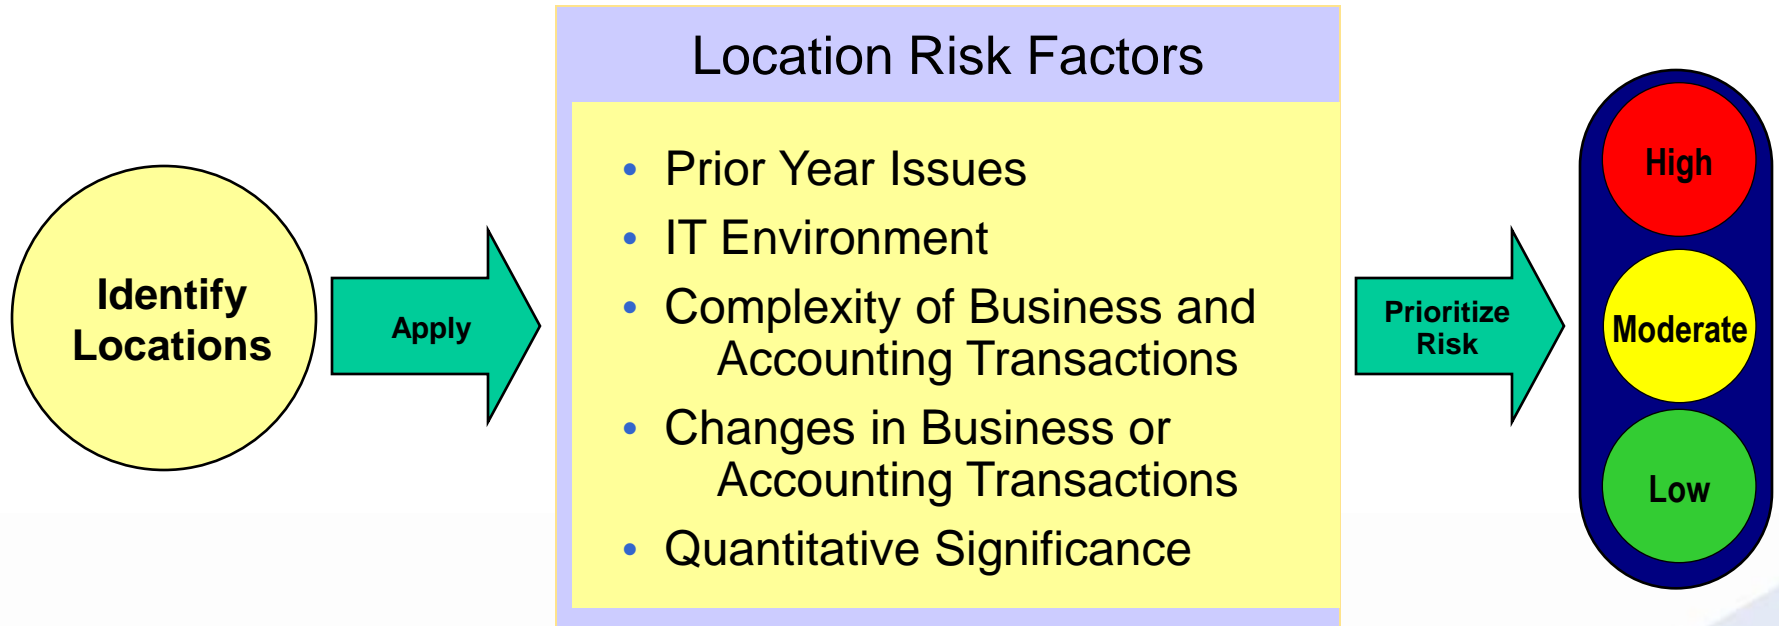 Identify
Locations
Apply
Location Risk Factors
• Prior Year Issues
• IT Environment
• Complexity of Business and
Accounting Transactions
• Changes in Business or
Accounting Transactions
• Quantitative Significance
Prioritize
Risk
High
Moderate
Low